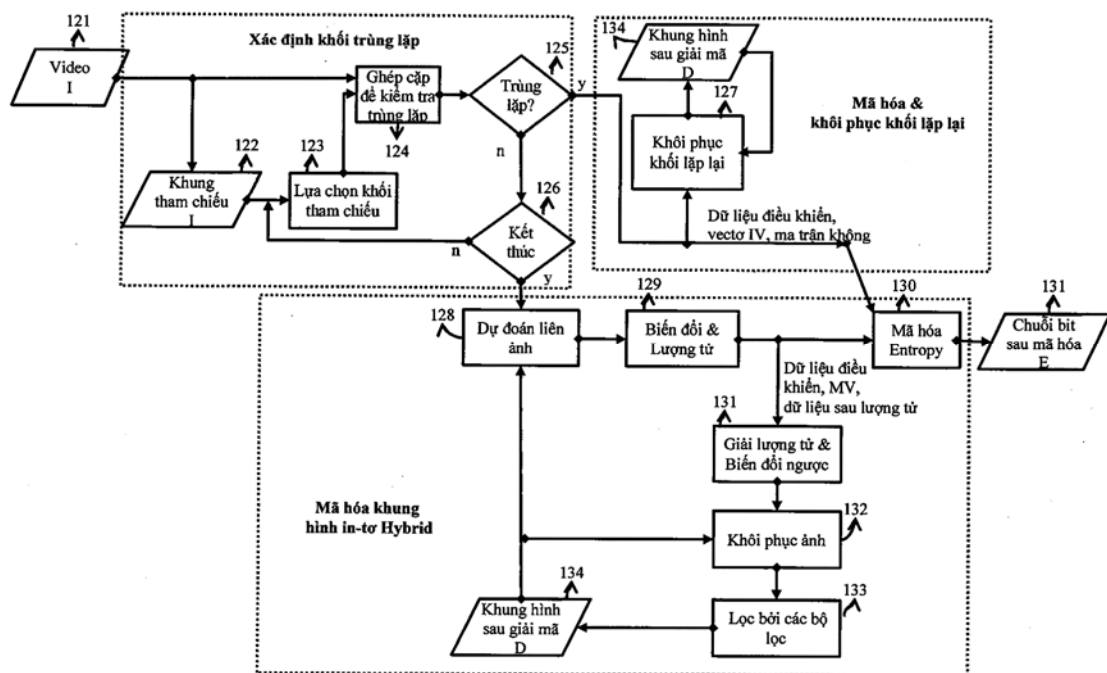 121
Video
I
Xác định khối trùng lặp
Ghép cặp
để kiểm tra
trùng lặp
124
125
Trùng
lặp?
y
n
122
Khung
tham chiếu
I
123
Lựa chọn khối
tham chiếu
126
Kết
thúc
n
y
134
Khung hình
sau giải mã
D
127
Khôi phục
khối lặp lại
Mã hóa &
khôi phục khối lặp lại
Dữ liệu điều khiển,
vectơ IV, ma trận không
128
Dự đoán liên
ảnh
129
Biến đổi &
Lượng tử
130
Mã hóa
Entropy
131
Chuỗi bit
sau mã hóa
E
Dữ liệu điều
khiển, MV,
dữ liệu sau lượng tử
131
Giải lượng tử &
Biến đổi ngược
Mã hóa khung
hình in-tơ Hybrid
132
Khôi phục ảnh
134
Khung hình
sau giải mã
D
133
Lọc bởi các bộ
lọc